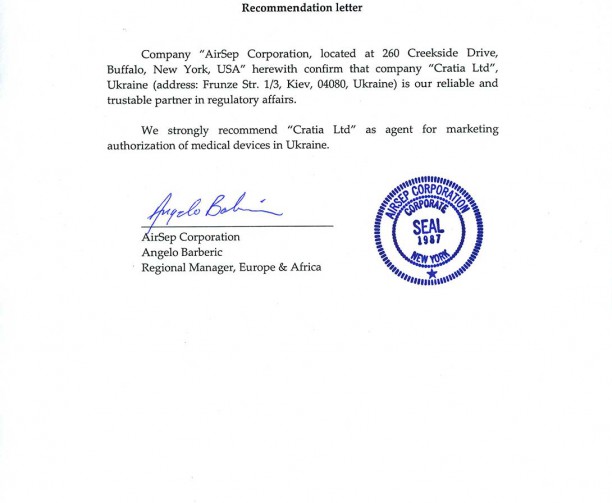 Recommendation letter
Company "AirSep Corporation, located at 260 Creekside Drive,
Buffalo, New York, USA" herewith confirm that company "Cratia Ltd",
Ukraine (address: Frunze Str. 1/3, Kiev, 04080, Ukraine) is our reliable and
trustable partner in regulatory affairs.
We strongly recommend "Cratia Ltd" as agent for marketing
authorization of medical devices in Ukraine.
Angelo Barberic
AirSep Corporation
Angelo Barberic
Regional Manager, Europe & Africa
AIRSEP CORPORATION
CORPORATE
SEAL
1987
NEW YORK